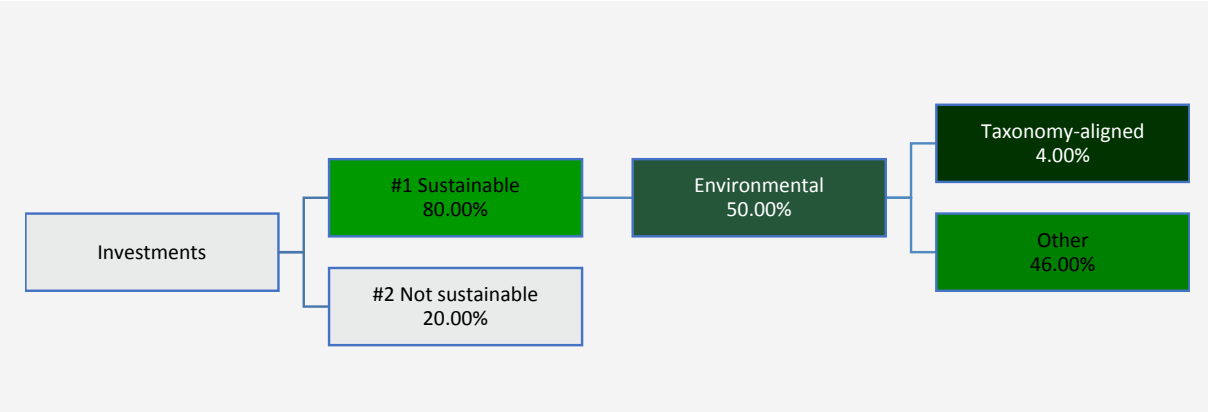 Investments
#1 Sustainable
80.00%
#2 Not sustainable
20.00%
Environmental
50.00%
Taxonomy-aligned
4.00%
Other
46.00%